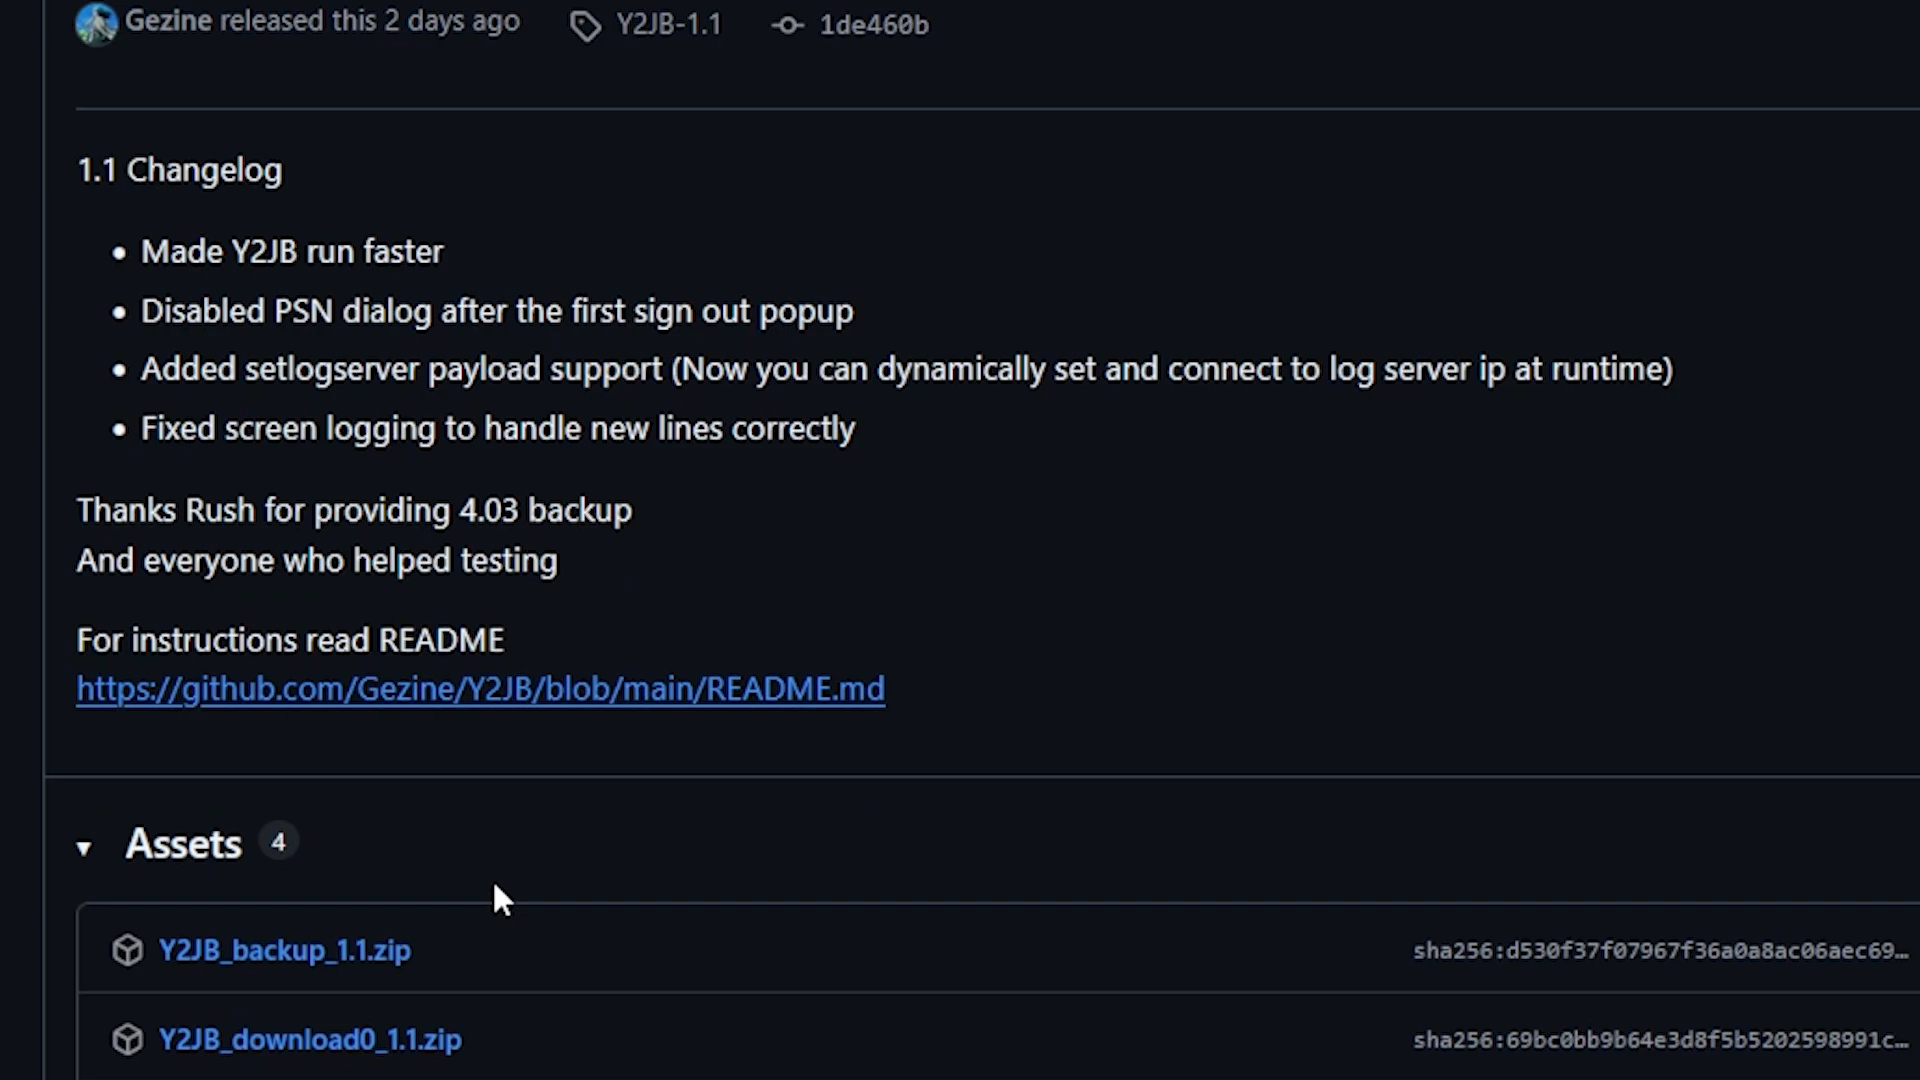 Gezine released this 2 days ago Y2JB-1.1 1de460b
1.1 Changelog
• Made Y2JB run faster
• Disabled PSN dialog after the first sign out popup
• Added setlogserver payload support (Now you can dynamically set and connect to log server ip at runtime)
• Fixed screen logging to handle new lines correctly
Thanks Rush for providing 4.03 backup
And everyone who helped testing
For instructions read README
https://github.com/Gezine/Y2JB/blob/main/README.md
Assets 4
Y2JB_backup_1.1.zip sha256:d530f37f07967f36a0a8ac06aec69…
Y2JB_download0_1.1.zip sha256:69bc0bb9b64e3d8f5b5202598991c…